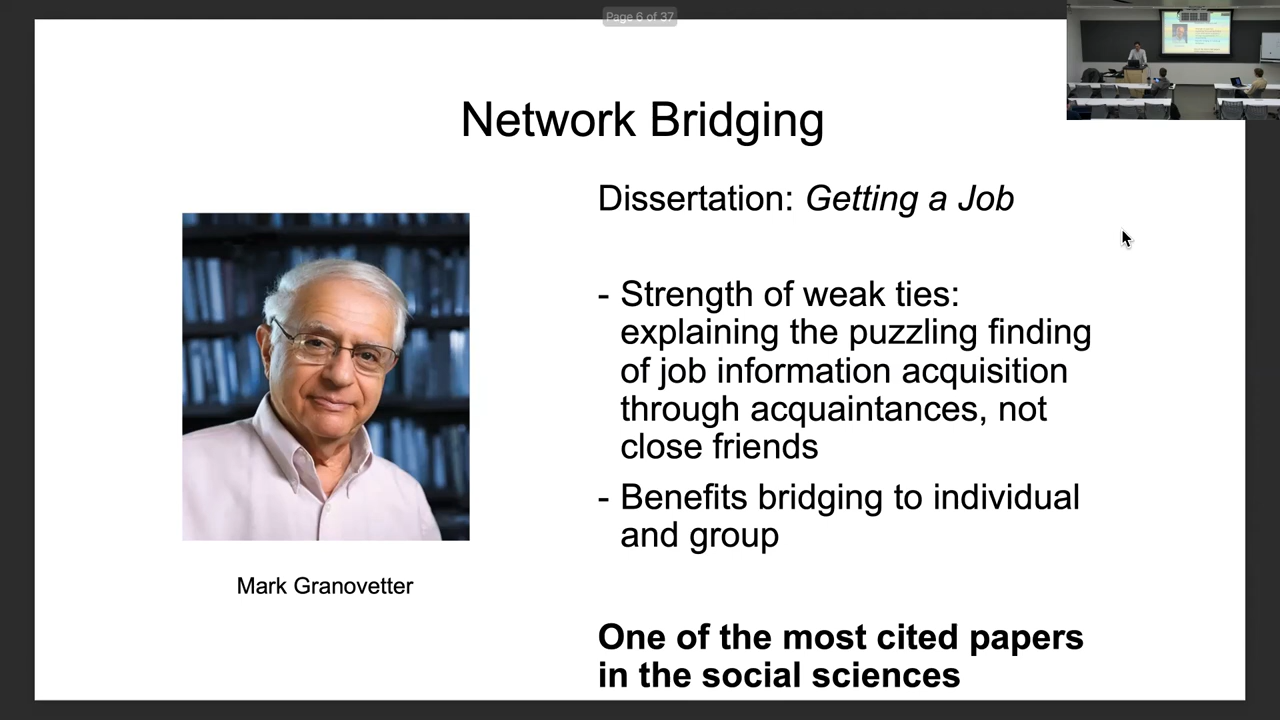 Page 6 of 37
Network Bridging
Dissertation: Getting a Job
- Strength of weak ties:
explaining the puzzling finding
of job information acquisition
through acquaintances, not
close friends
- Benefits bridging to individual
and group
Mark Granovetter
One of the most cited papers
in the social sciences